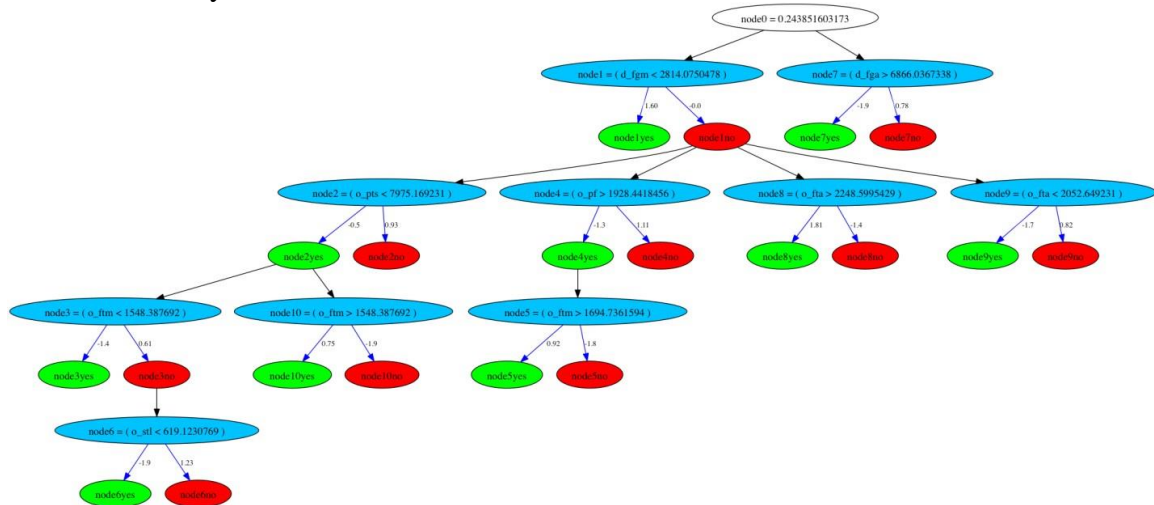 node0 = 0.243851603173
node1 = ( d_fgm < 2814.0750478 )
node7 = ( d_fga > 6866.0367338 )
1.60
-0.0
-1.9
0.78
node1yes
node1no
node7yes
node7no
node2 = ( o_pts < 7975.169231 )
node4 = ( o_pf > 1928.4418456 )
node8 = ( o_fta > 2248.5995429 )
node9 = ( o_fta < 2052.649231 )
-0.5
0.93
-1.3
1.11
1.81
-1.4
-1.7
0.82
node2yes
node2no
node4yes
node4no
node8yes
node8no
node9yes
node9no
node3 = ( o_ftm < 1548.387692 )
node10 = ( o_ftm > 1548.387692 )
node5 = ( o_ftm > 1694.7361594 )
-1.4
0.61
0.75
-1.9
0.92
-1.8
node3yes
node3no
node10yes
node10no
node5yes
node5no
node6 = ( o_stl < 619.1230769 )
-1.9
1.23
node6yes
node6no